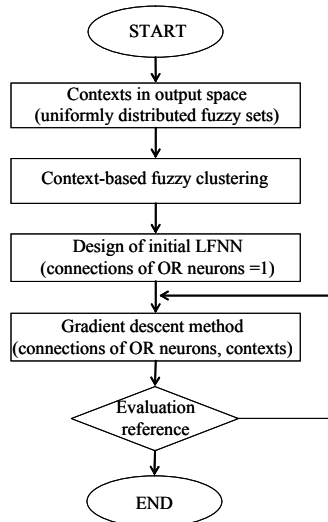 START
Contexts in output space
(uniformly distributed fuzzy sets)
Context-based fuzzy clustering
Design of initial LFNN
(connections of OR neurons =1)
Gradient descent method
(connections of OR neurons, contexts)
Evaluation
reference
END